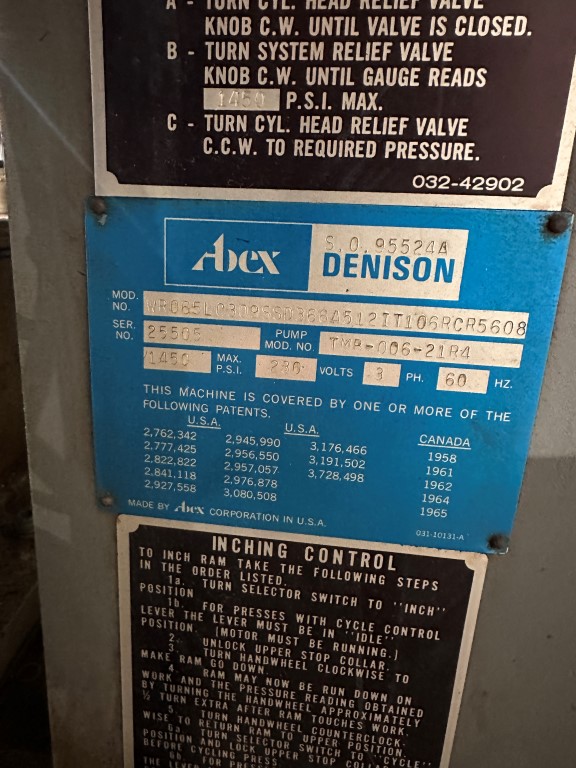 A - TURN CYL. HEAD RELIEF VALVE
KNOB C.W. UNTIL VALVE IS CLOSED.
B - TURN SYSTEM RELIEF VALVE
KNOB C.W. UNTIL GAUGE READS
1450 P.S.I. MAX.
C - TURN CYL. HEAD RELIEF VALVE
C.C.W. TO REQUIRED PRESSURE.
032-42902
Abex
S.O. 95524A
DENISON
MOD. NO.
SER. NO. 25505 PUMP MOD. NO. TMP-006-21R4
1450 MAX. P.S.I. 230 VOLTS 3 PH. 60 HZ.
THIS MACHINE IS COVERED BY ONE OR MORE OF THE
FOLLOWING PATENTS.
U.S.A. U.S.A. CANADA
2,762,342 2,945,990 3,176,466 1958
2,777,425 2,956,550 3,191,502 1961
2,822,822 2,957,057 3,728,498 1962
2,841,118 2,976,878 1964
2,927,558 3,080,508 1965
MADE BY Abex CORPORATION IN U.S.A.
031-10131-A
INCHING CONTROL
TO INCH RAM TAKE THE FOLLOWING STEPS
IN THE ORDER LISTED.
1a. TURN SELECTOR SWITCH TO "INCH"
POSITION
1b. FOR PRESSES WITH CYCLE CONTROL
LEVER THE LEVER MUST BE IN "IDLE"
POSITION. (MOTOR MUST BE RUNNING.)
2. UNLOCK UPPER STOP COLLAR.
3. TURN HANDWHEEL CLOCKWISE TO
MAKE RAM GO DOWN.
4. RAM MAY NOW BE RUN DOWN ON
WORK AND THE PRESSURE READING OBTAINED
BY TURNING THE HANDWHEEL APPROXIMATELY
½ TURN EXTRA AFTER RAM TOUCHES WORK.
5. TURN HANDWHEEL COUNTERCLOCK-
WISE TO RETURN RAM TO UPPER POSITION.
6a. TURN SELECTOR SWITCH TO "CYCLE"
POSITION AND LOCK UPPER STOP COLLAR
BEFORE CYCLING PRESS.
6b. FOR
THE LEVER